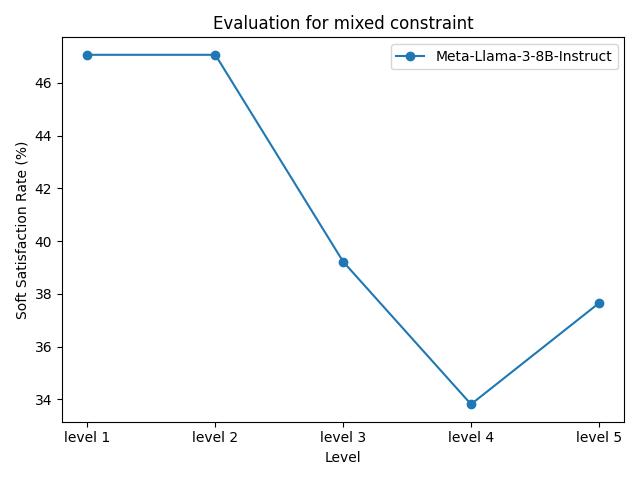 Evaluation for mixed constraint
Meta-Llama-3-8B-Instruct
Soft Satisfaction Rate (%)
46
44
42
40
38
36
34
level 1 level 2 level 3 level 4 level 5
Level